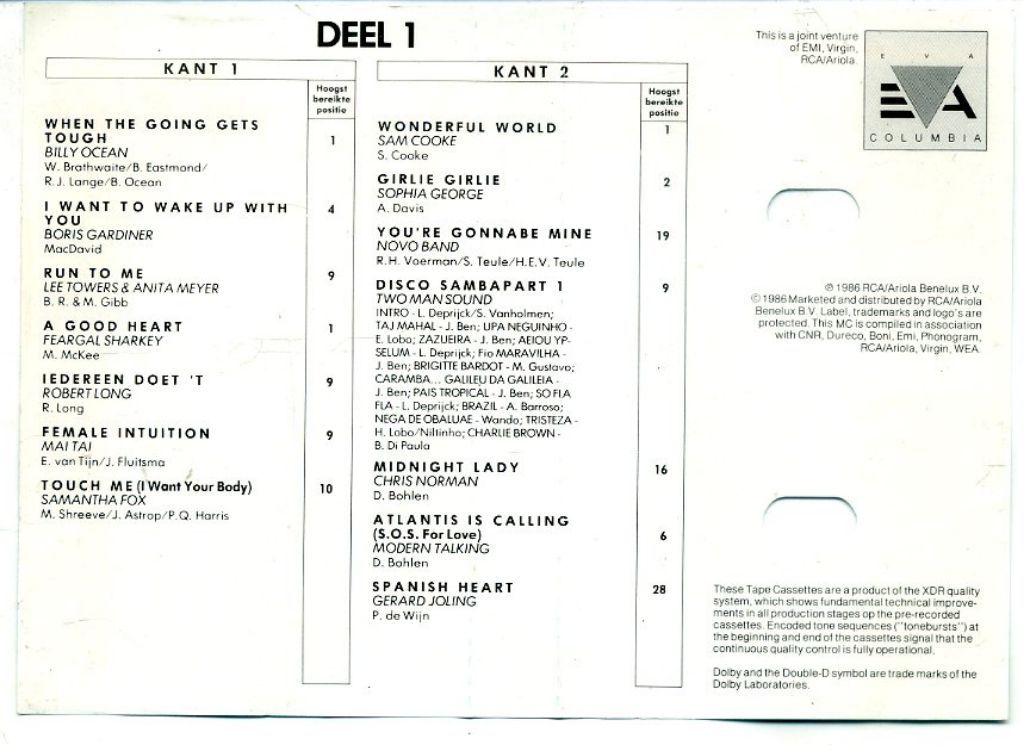 DEEL 1
KANT 1
Hoogst
bereikte
positie
WHEN THE GOING GETS
TOUGH 1
BILLY OCEAN
W. Brathwaite/B. Eastmond/
R.J. Lange/B. Ocean
I WANT TO WAKE UP WITH 4
YOU
BORIS GARDINER
MacDavid
RUN TO ME 9
LEE TOWERS & ANITA MEYER
B. R. & M. Gibb
A GOOD HEART 1
FEARGAL SHARKEY
M. McKee
IEDEREEN DOET 'T 9
ROBERT LONG
R. Long
FEMALE INTUITION 9
MAI TAI
E. van Tijn/J. Fluitsma
TOUCH ME (I Want Your Body) 10
SAMANTHA FOX
M. Shreeve/J. Astrop/P.Q. Harris
KANT 2
Hoogst
bereikte
positie
WONDERFUL WORLD 1
SAM COOKE
S. Cooke
GIRLIE GIRLIE 2
SOPHIA GEORGE
A. Davis
YOU'RE GONNABE MINE 19
NOVO BAND
R.H. Voerman/S. Teule/H.E.V. Teule
DISCO SAMBAPART 1 9
TWO MAN SOUND
INTRO - L. Deprijck/S. Vanholmen;
TAJ MAHAL - J. Ben; UPA NEGUINHO -
E. Lobo; ZAZUEIRA - J. Ben; AEIOU YP-
SELUM - L. Deprijck; Fio MARAVILHA -
J. Ben; BRIGITTE BARDOT - M. Gustavo;
CARAMBA... GALILEU DA GALILEIA -
J. Ben; PAIS TROPICAL - J. Ben; SO FLA
FLA - L. Deprijck; BRAZIL - A. Barroso;
NEGA DE OBALUAE - Wando; TRISTEZA -
H. Lobo/Niltinho; CHARLIE BROWN -
B. Di Paula
MIDNIGHT LADY 16
CHRIS NORMAN
D. Bohlen
ATLANTIS IS CALLING
(S.O.S. For Love) 6
MODERN TALKING
D. Bohlen
SPANISH HEART 28
GERARD JOLING
P. de Wijn
This is a joint venture
of EMI, Virgin,
RCA/Ariola.
E V A
EVA
COLUMBIA
℗ 1986 RCA/Ariola Benelux B.V.
© 1986 Marketed and distributed by RCA/Ariola
Benelux B.V. Label, trademarks and logo's are
protected. This MC is compiled in association
with CNR, Dureco, Boni, Emi, Phonogram,
RCA/Ariola, Virgin, WEA.
These Tape Cassettes are a product of the XDR quality
system, which shows fundamental technical improve-
ments in all production stages op the pre-recorded
cassettes. Encoded tone sequences (''tonebursts'') at
the beginning and end of the cassettes signal that the
continuous quality control is fully operational.
Dolby and the Double-D symbol are trade marks of the
Dolby Laboratories.